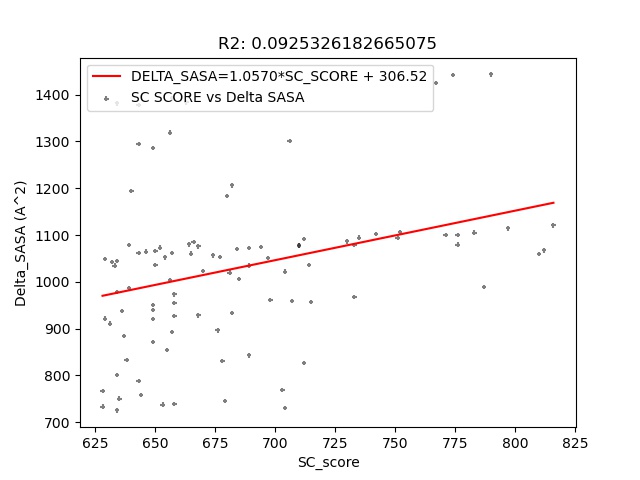 R2: 0.0925326182665075
DELTA_SASA=1.0570*SC_SCORE + 306.52
SC SCORE vs Delta SASA
Delta_SASA (A^2)
1400
1300
1200
1100
1000
900
800
700
625 650 675 700 725 750 775 800 825
SC_score